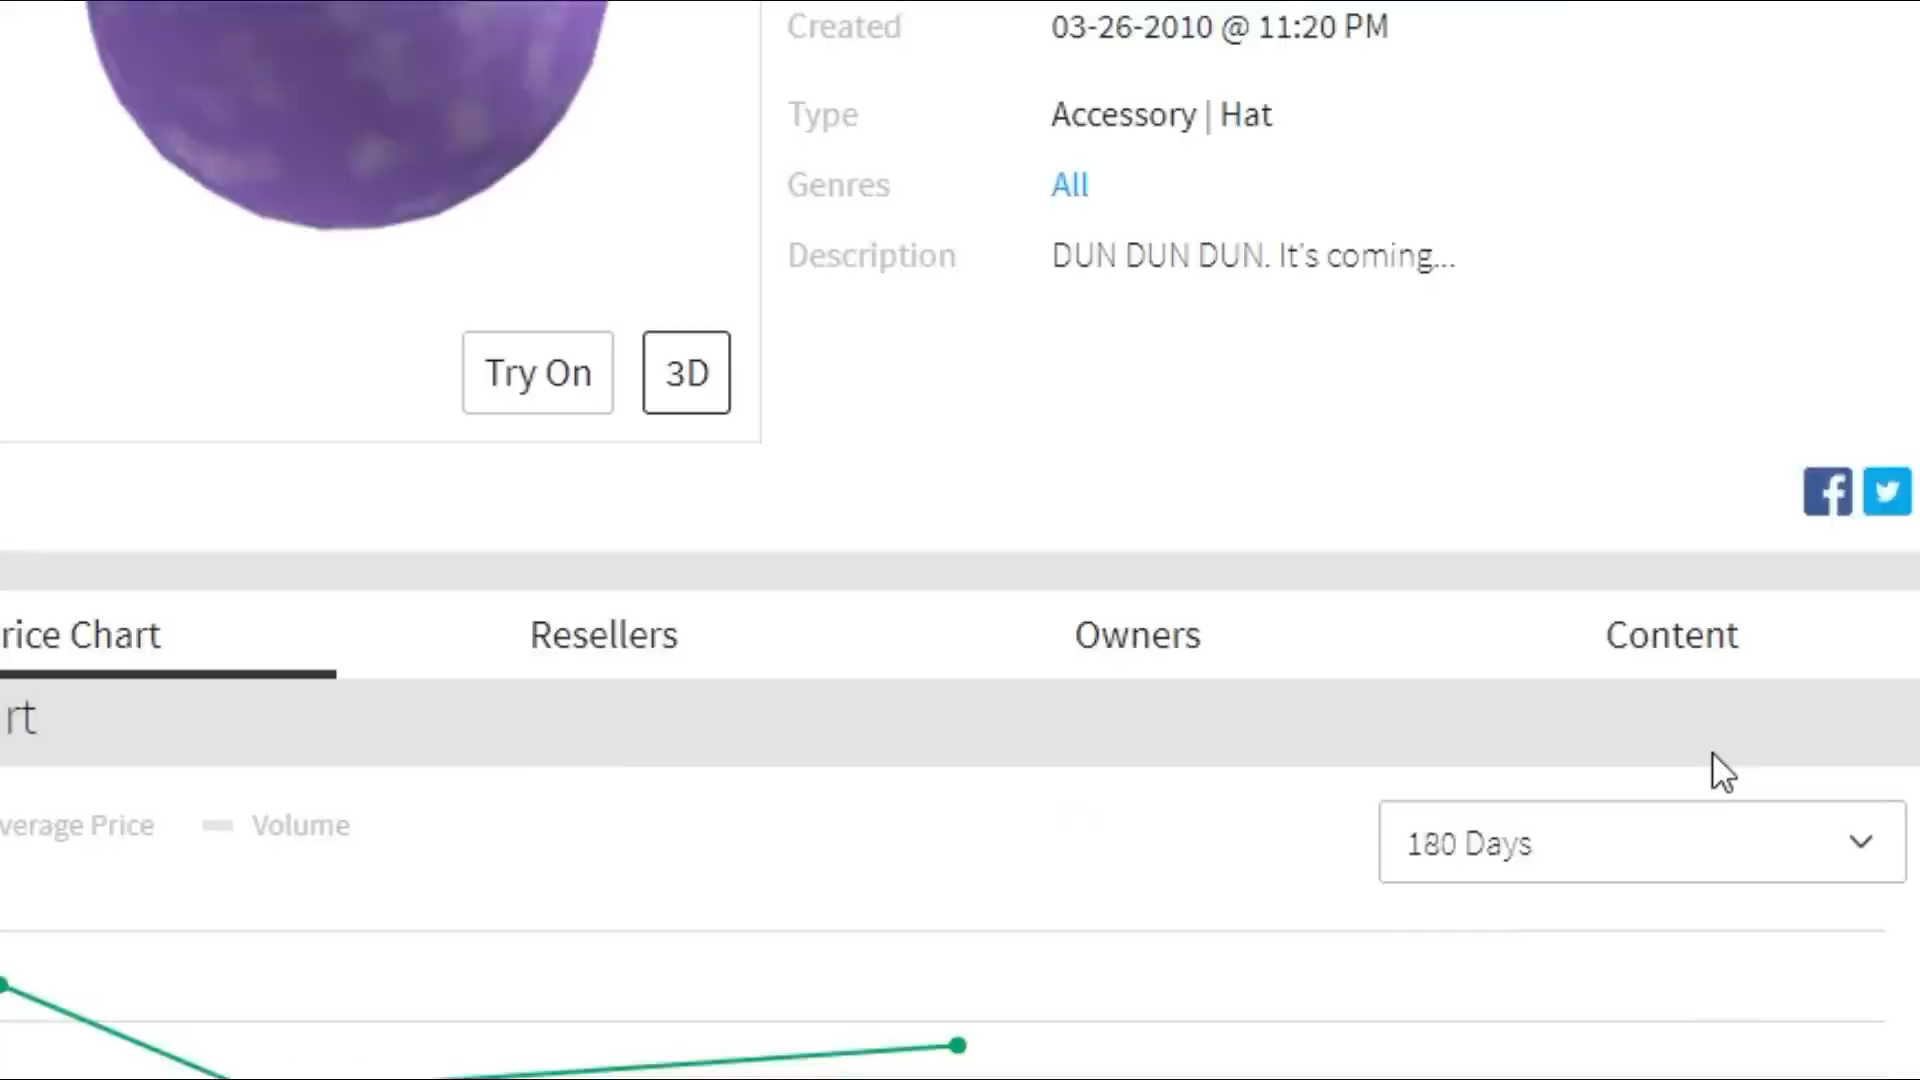 Created 03-26-2010 @ 11:20 PM
Type Accessory | Hat
Genres All
Description DUN DUN DUN. It's coming...
Try On 3D
rice Chart Resellers Owners Content
rt
verage Price Volume
180 Days